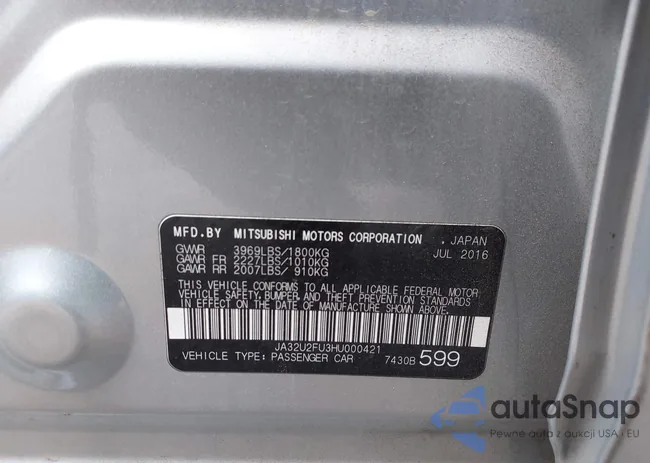 MFD.BY MITSUBISHI MOTORS CORPORATION . JAPAN
GVWR 3969LBS/1800KG JUL 2016
GAWR FR 2227LBS/1010KG
GAWR RR 2007LBS/ 910KG
THIS VEHICLE CONFORMS TO ALL APPLICABLE FEDERAL MOTOR
VEHICLE SAFETY, BUMPER, AND THEFT PREVENTION STANDARDS
IN EFFECT ON THE DATE OF MANUFACTURE SHOWN ABOVE.
JA32U2FU3HU000421
VEHICLE TYPE: PASSENGER CAR 7430B 599
autoSnap
Pewne auta z aukcji USA i EU